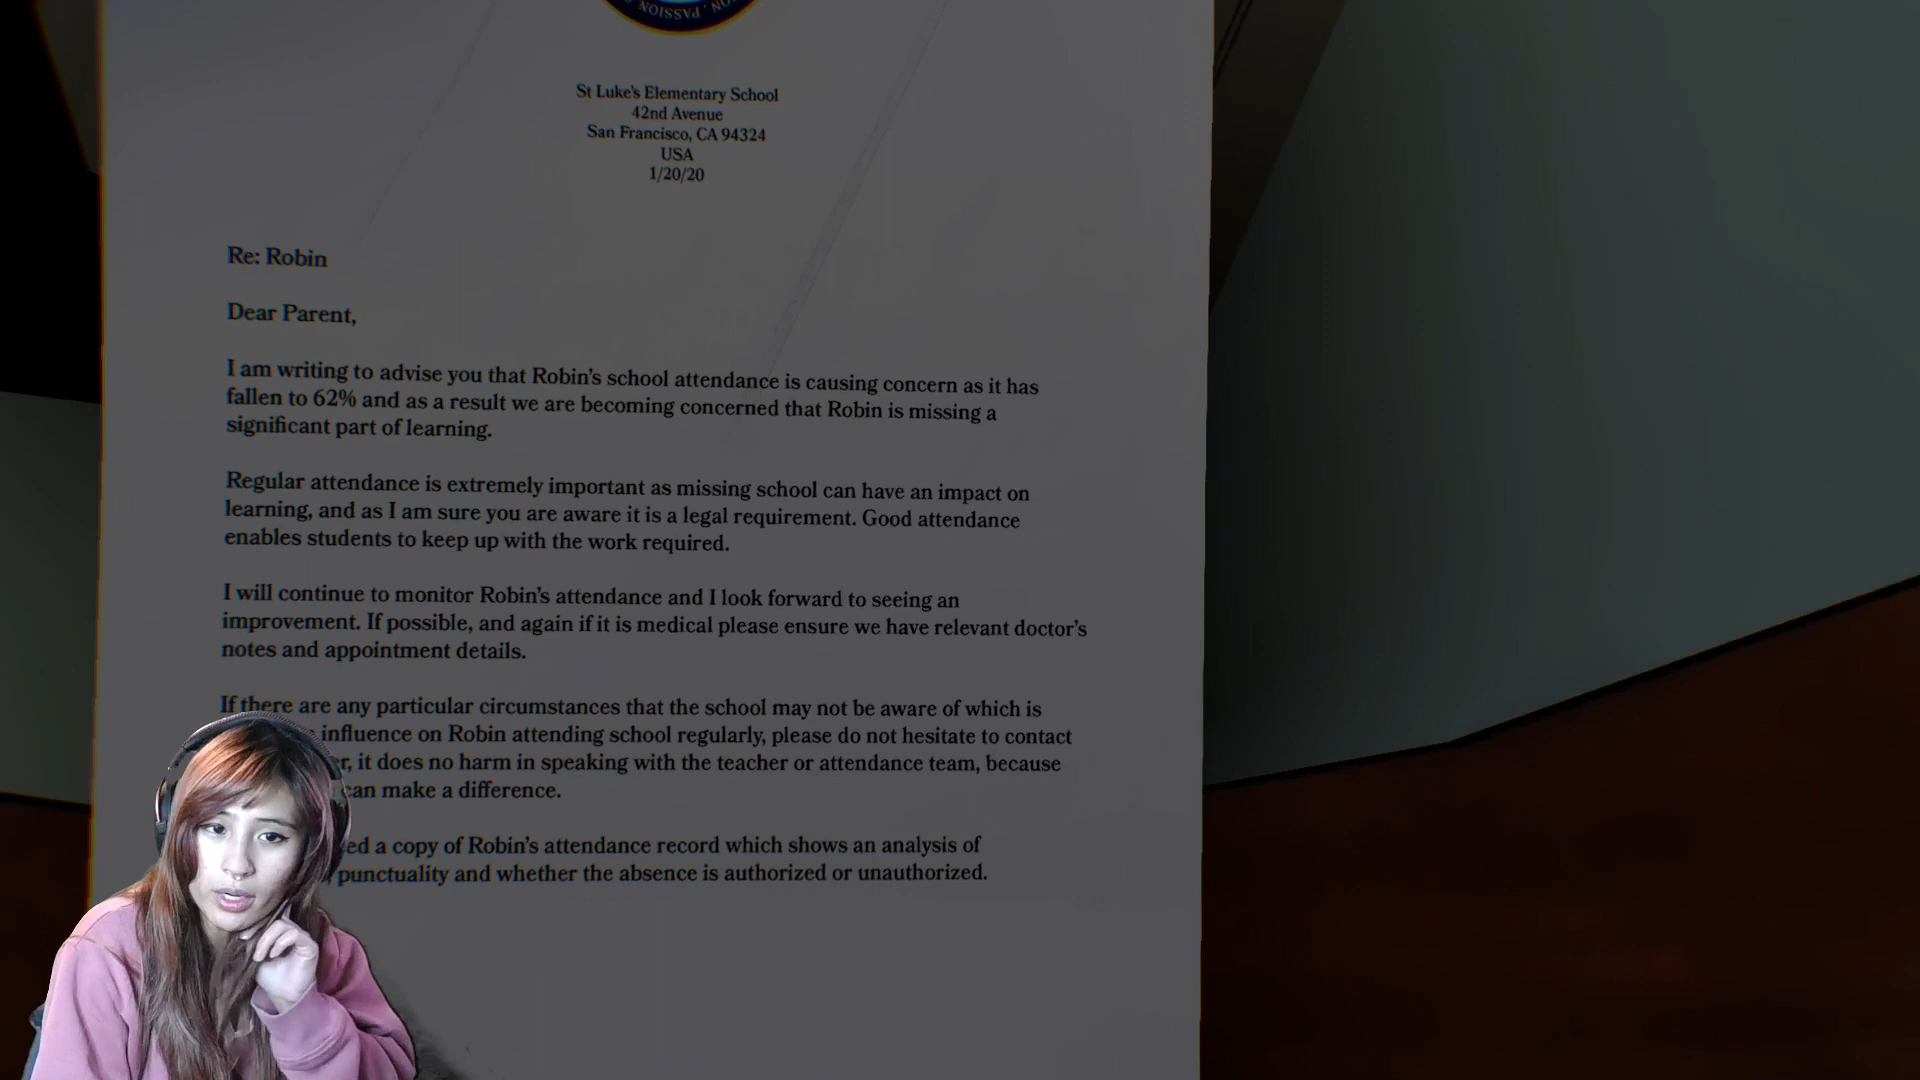 PASSION
St Luke's Elementary School
42nd Avenue
San Francisco, CA 94324
USA
1/20/20
Re: Robin
Dear Parent,
I am writing to advise you that Robin's school attendance is causing concern as it has
fallen to 62% and as a result we are becoming concerned that Robin is missing a
significant part of learning.
Regular attendance is extremely important as missing school can have an impact on
learning, and as I am sure you are aware it is a legal requirement. Good attendance
enables students to keep up with the work required.
I will continue to monitor Robin's attendance and I look forward to seeing an
improvement. If possible, and again if it is medical please ensure we have relevant doctor's
notes and appointment details.
If there are any particular circumstances that the school may not be aware of which is
influence on Robin attending school regularly, please do not hesitate to contact
it does no harm in speaking with the teacher or attendance team, because
can make a difference.
a copy of Robin's attendance record which shows an analysis of
punctuality and whether the absence is authorized or unauthorized.